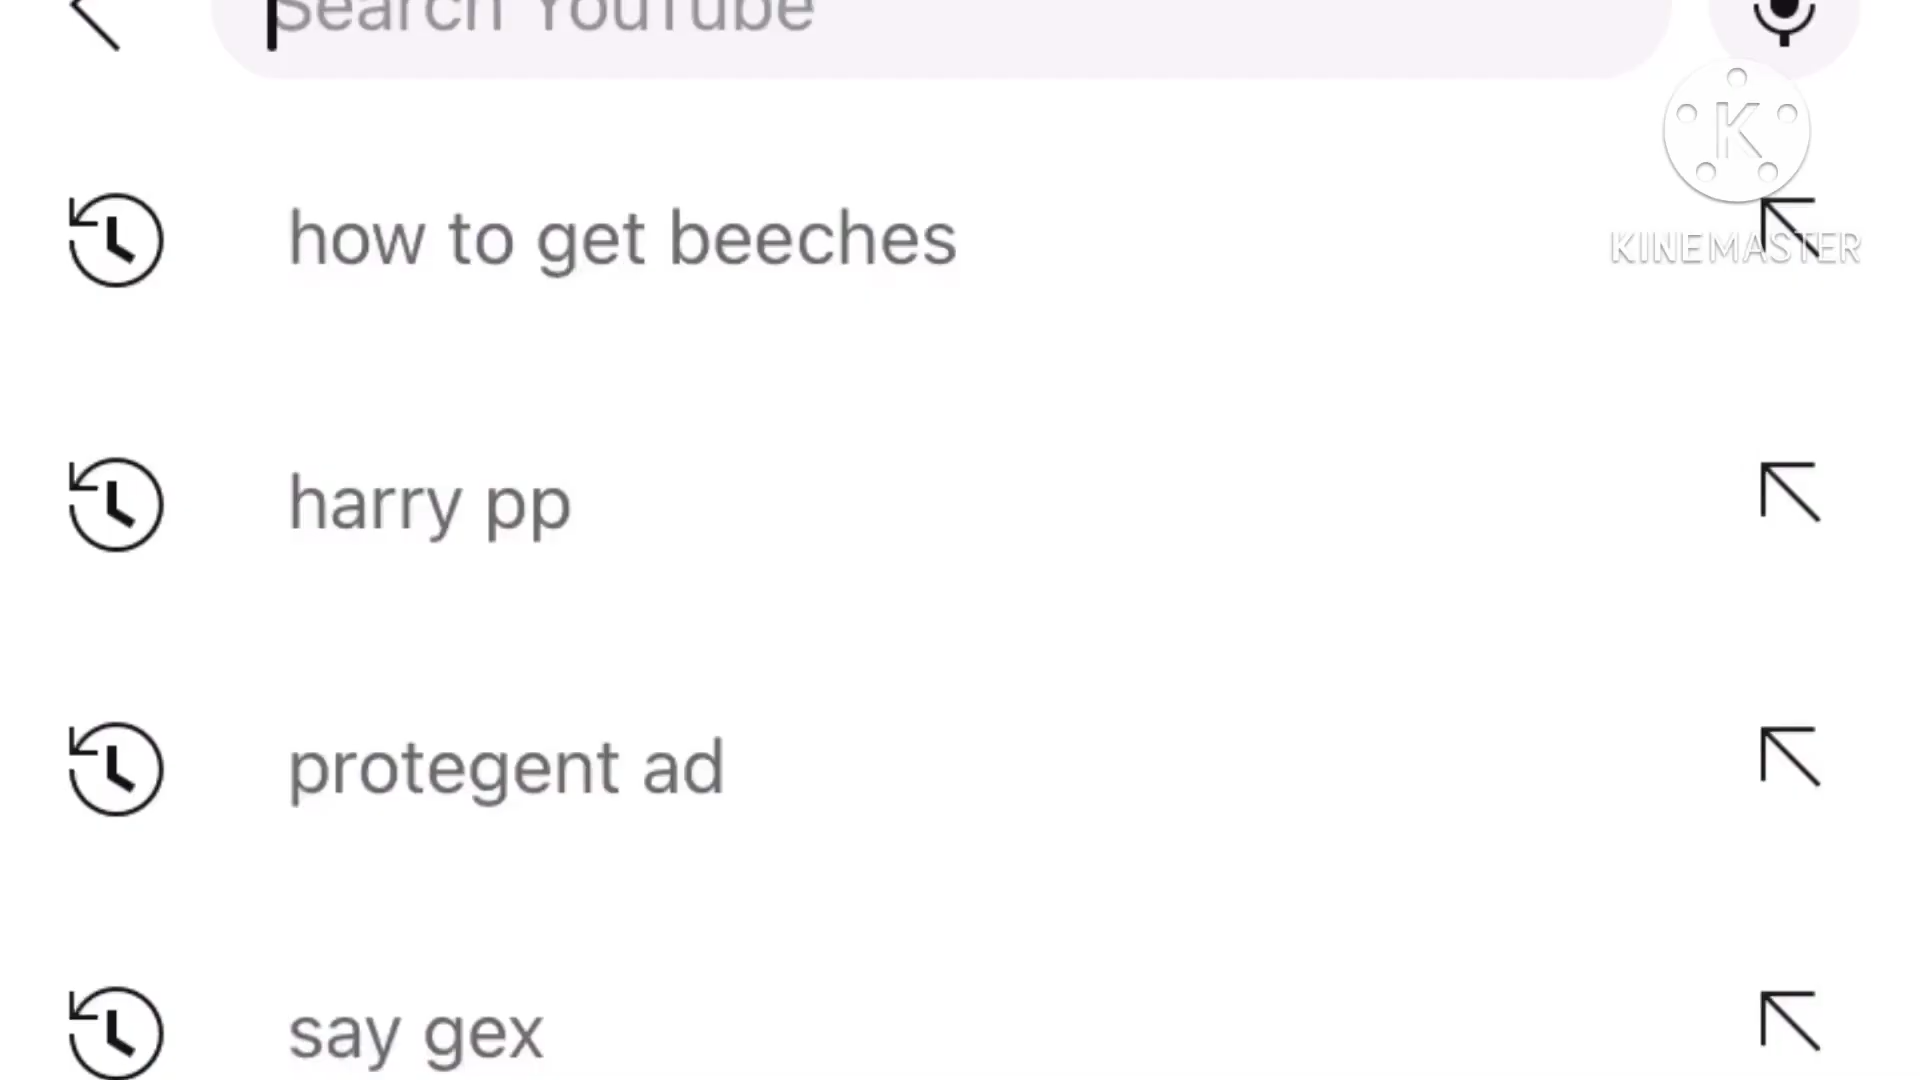 Search YouTube
K
KINEMASTER
how to get beeches
harry pp
protegent ad
say gex